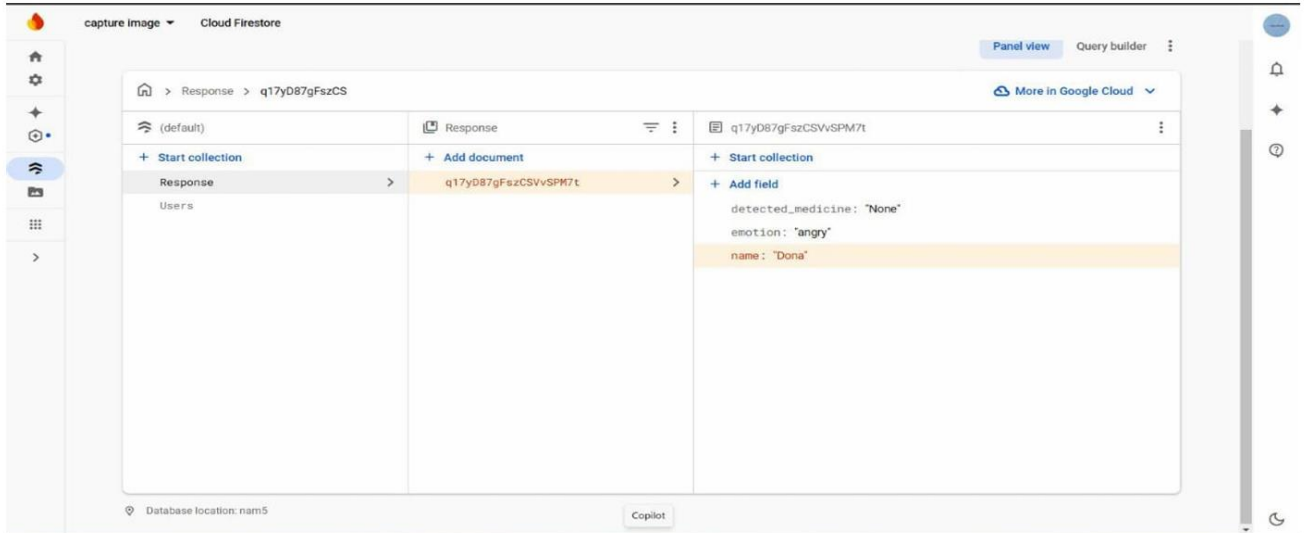 capture image Cloud Firestore
Panel view Query builder
Response q17yD87gFszCS
More in Google Cloud
(default)
Response
q17yD87gFszCSVvSPM7t
+ Start collection
+ Add document
+ Start collection
Response
q17yD87gFszCSVvSPM7t
+ Add field
Users
detected_medicine: "None"
emotion: "angry"
name: "Dona"
Database location: nam5
Copilot